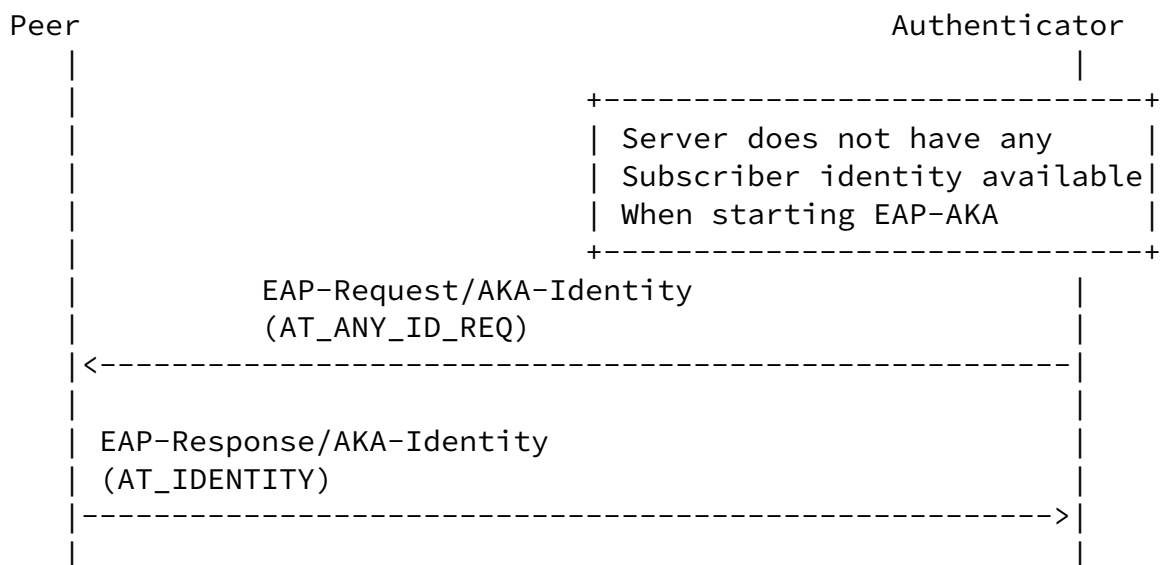 Peer Authenticator
Server does not have any
Subscriber identity available
When starting EAP-AKA
EAP-Request/AKA-Identity
(AT_ANY_ID_REQ)
EAP-Response/AKA-Identity
(AT_IDENTITY)